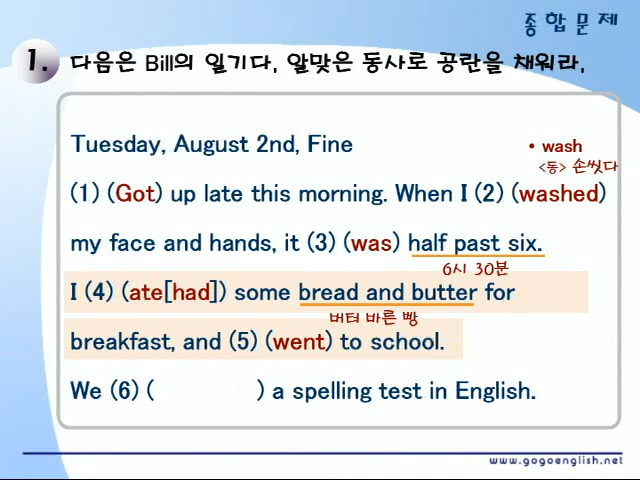 종합문제
1. 다음은 Bill의 일기다. 알맞은 동사로 공란을 채워라.
Tuesday, August 2nd, Fine
• wash
<동> 손씻다
(1) (Got) up late this morning. When I (2) (washed)
my face and hands, it (3) (was) half past six.
6시 30분
I (4) (ate[had]) some bread and butter for
버터 바른 빵
breakfast, and (5) (went) to school.
We (6) ( ) a spelling test in English.
www.gogoenglish.net